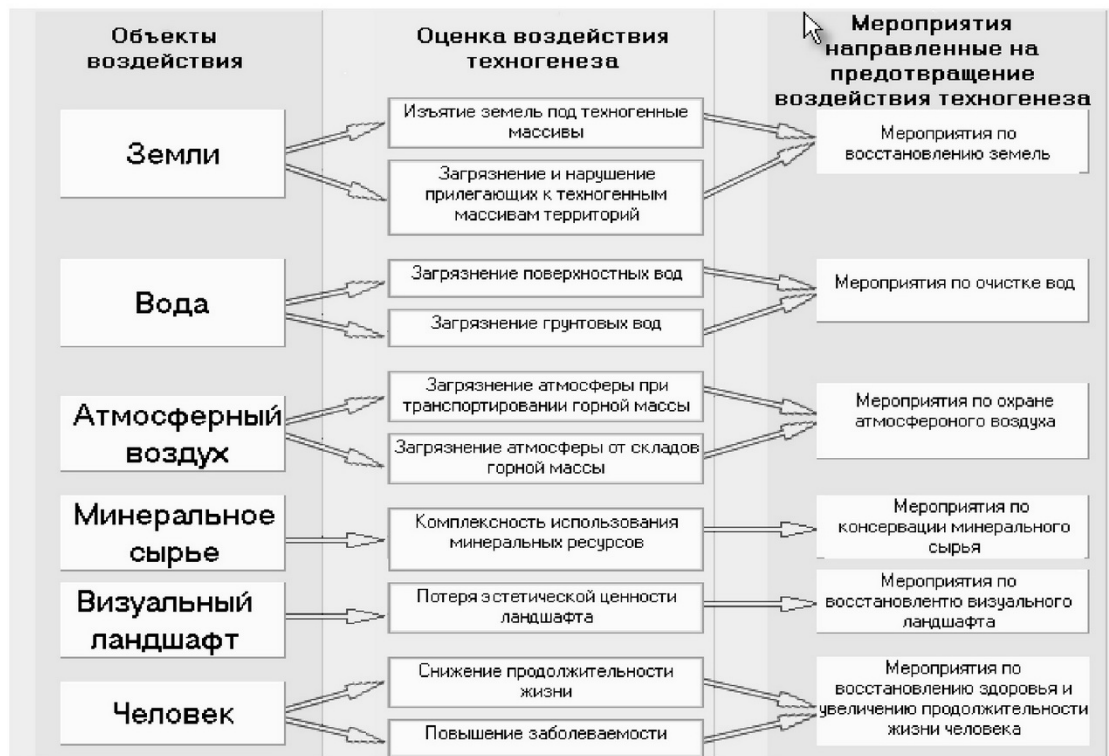 Объекты
воздействия
Оценка воздействия
техногенеза
Мероприятия
направленные на
предотвращение
воздействия техногенеза
Земли
Изъятие земель под техногенные
массивы
Загрязнение и нарушение
прилегающих к техногенным
массивам территорий
Мероприятия по
восстановлению земель
Вода
Загрязнение поверхностных вод
Загрязнение грунтовых вод
Мероприятия по очистке вод
Атмосферный
воздух
Загрязнение атмосферы при
транспортировании горной массы
Загрязнение атмосферы от складов
горной массы
Мероприятия по охране
атмосфероного воздуха
Минеральное
сырье
Комплексность использования
минеральных ресурсов
Мероприятия по
консервации минерального
сырья
Визуальный
ландшафт
Потеря эстетической ценности
ландшафта
Мероприятия по
восстановлентю визуального
ландшафта
Человек
Снижение продолжительности
жизни
Повышение заболеваемости
Мероприятия по
восстановлению здоровья и
увеличению продолжительности
жизни человека